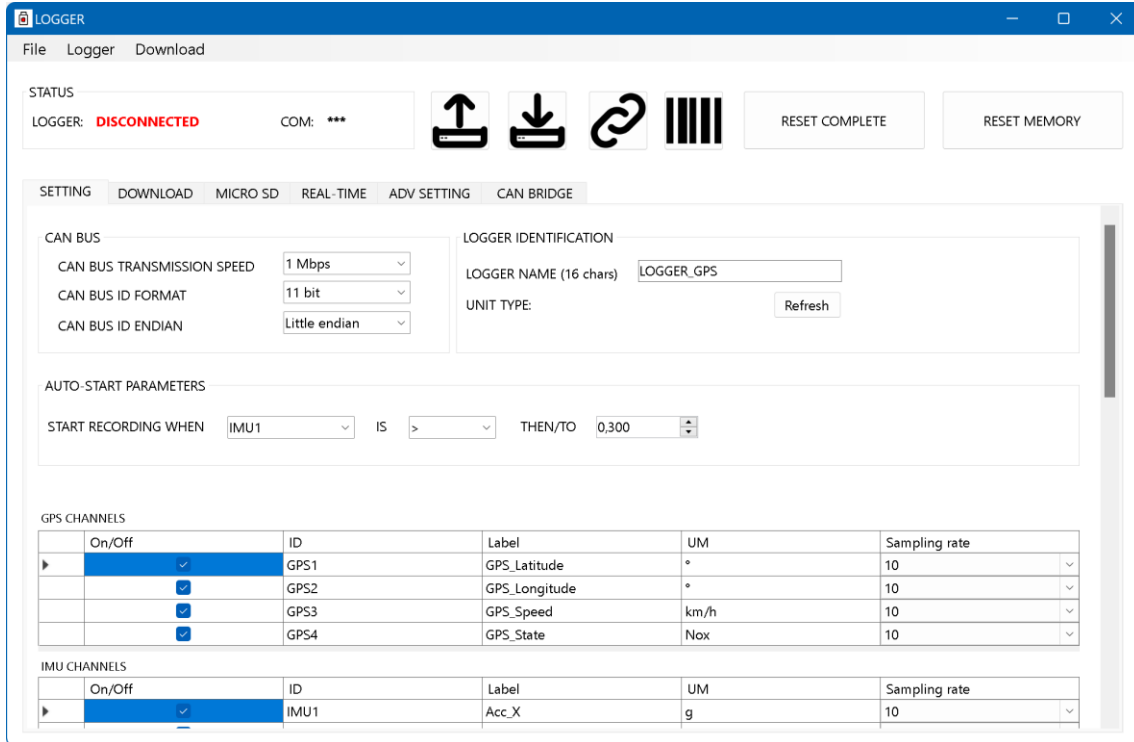 LOGGER
File Logger Download
STATUS
LOGGER: DISCONNECTED COM: ***
RESET COMPLETE
RESET MEMORY
SETTING DOWNLOAD MICRO SD REAL-TIME ADV SETTING CAN BRIDGE
CAN BUS
CAN BUS TRANSMISSION SPEED 1 Mbps
CAN BUS ID FORMAT 11 bit
CAN BUS ID ENDIAN Little endian
LOGGER IDENTIFICATION
LOGGER NAME (16 chars) LOGGER_GPS
UNIT TYPE: Refresh
AUTO-START PARAMETERS
START RECORDING WHEN IMU1 IS > THEN/TO 0,300
GPS CHANNELS
On/Off ID Label UM Sampling rate
GPS1 GPS_Latitude ° 10
GPS2 GPS_Longitude ° 10
GPS3 GPS_Speed km/h 10
GPS4 GPS_State Nox 10
IMU CHANNELS
On/Off ID Label UM Sampling rate
IMU1 Acc_X g 10